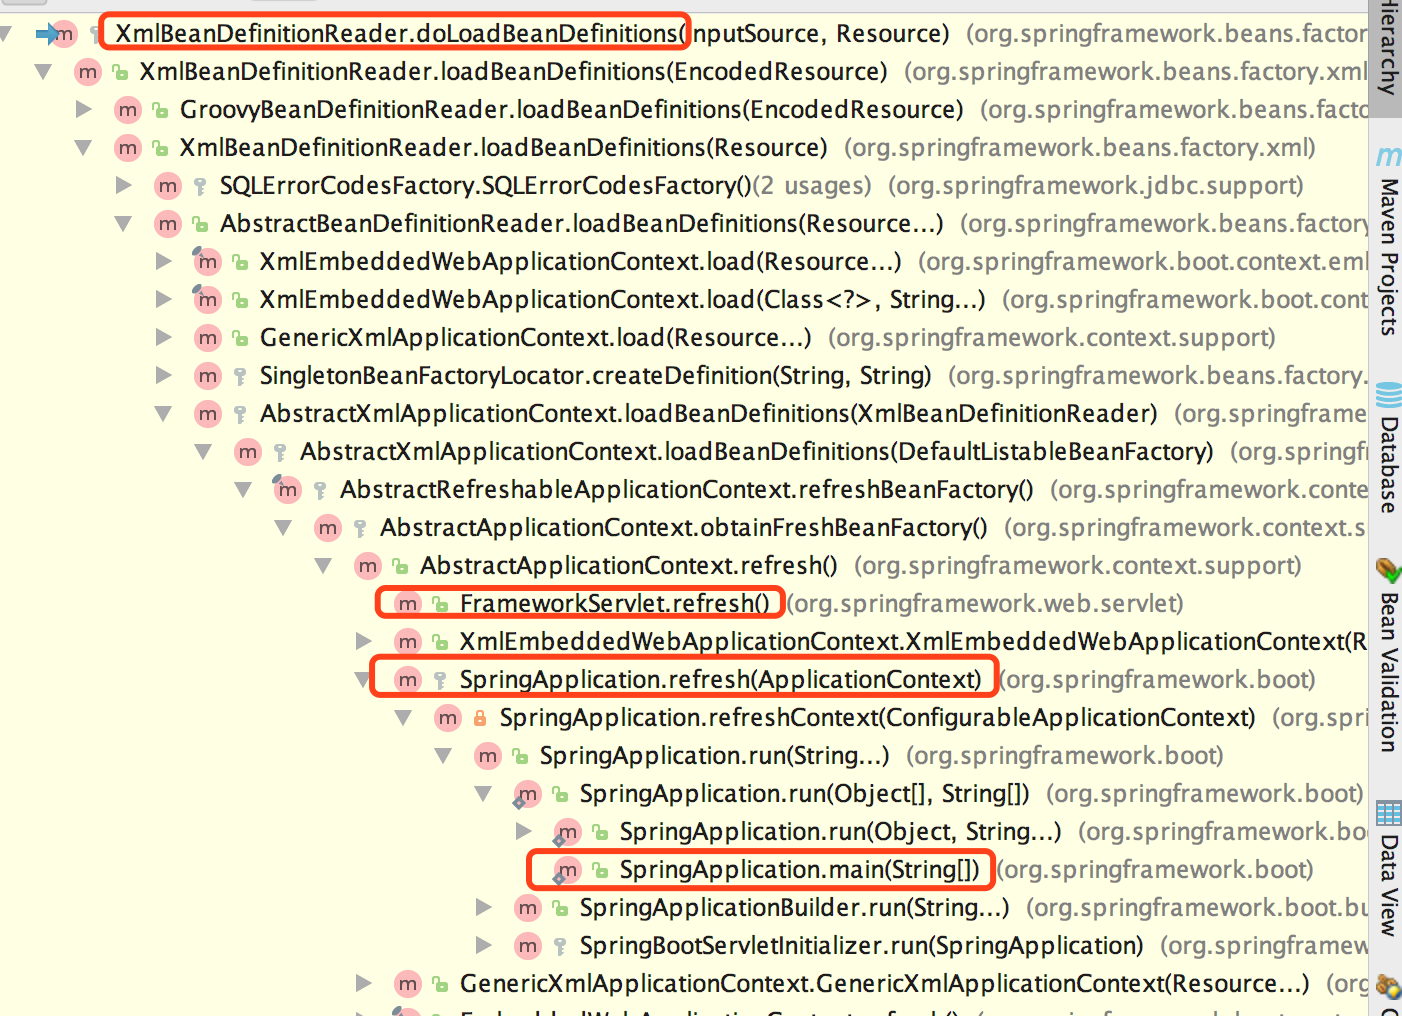 XmlBeanDefinitionReader.doLoadBeanDefinitions(InputSource, Resource) (org.springframework.beans.factor
XmlBeanDefinitionReader.loadBeanDefinitions(EncodedResource) (org.springframework.beans.factory.xml
GroovyBeanDefinitionReader.loadBeanDefinitions(EncodedResource) (org.springframework.beans.facto
XmlBeanDefinitionReader.loadBeanDefinitions(Resource) (org.springframework.beans.factory.xml)
SQLErrorCodesFactory.SQLErrorCodesFactory()(2 usages) (org.springframework.jdbc.support)
AbstractBeanDefinitionReader.loadBeanDefinitions(Resource...) (org.springframework.beans.factory
XmlEmbeddedWebApplicationContext.load(Resource...) (org.springframework.boot.context.em
XmlEmbeddedWebApplicationContext.load(Class<?>, String...) (org.springframework.boot.cont
GenericXmlApplicationContext.load(Resource...) (org.springframework.context.support)
SingletonBeanFactoryLocator.createDefinition(String, String) (org.springframework.beans.factory.
AbstractXmlApplicationContext.loadBeanDefinitions(XmlBeanDefinitionReader) (org.springframe
AbstractXmlApplicationContext.loadBeanDefinitions(DefaultListableBeanFactory) (org.springf
AbstractRefreshableApplicationContext.refreshBeanFactory() (org.springframework.conte
AbstractApplicationContext.obtainFreshBeanFactory() (org.springframework.context.s
AbstractApplicationContext.refresh() (org.springframework.context.support)
FrameworkServlet.refresh() (org.springframework.web.servlet)
XmlEmbeddedWebApplicationContext.XmlEmbeddedWebApplicationContext(R
SpringApplication.refresh(ApplicationContext) (org.springframework.boot)
SpringApplication.refreshContext(ConfigurableApplicationContext) (org.spri
SpringApplication.run(String...) (org.springframework.boot)
SpringApplication.run(Object[], String[]) (org.springframework.boot)
SpringApplication.run(Object, String...) (org.springframework.bo
SpringApplication.main(String[]) (org.springframework.boot)
SpringApplicationBuilder.run(String...) (org.springframework.boot.bu
SpringBootServletInitializer.run(SpringApplication) (org.springframew
GenericXmlApplicationContext.GenericXmlApplicationContext(Resource...) (org
Hierarchy
Maven Projects
Database
Bean Validation
Data View